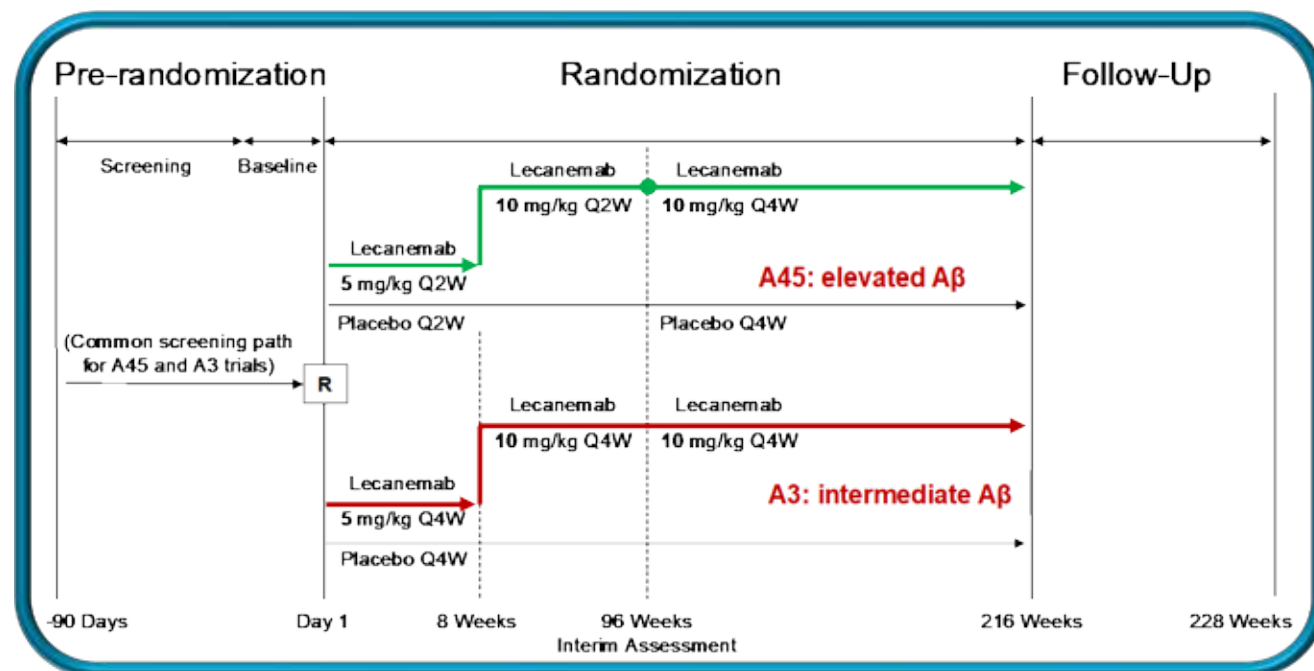 Pre-randomization
Randomization
Follow-Up
Screening
Baseline
Lecanemab
10 mg/kg Q2W
Lecanemab
10 mg/kg Q4W
Lecanemab
5 mg/kg Q2W
A45: elevated Aβ
Placebo Q2W
Placebo Q4W
(Common screening path
for A45 and A3 trials)
R
Lecanemab
10 mg/kg Q4W
Lecanemab
10 mg/kg Q4W
Lecanemab
5 mg/kg Q4W
A3: intermediate Aβ
Placebo Q4W
-90 Days
Day 1
8 Weeks
96 Weeks
Interim Assessment
216 Weeks
228 Weeks